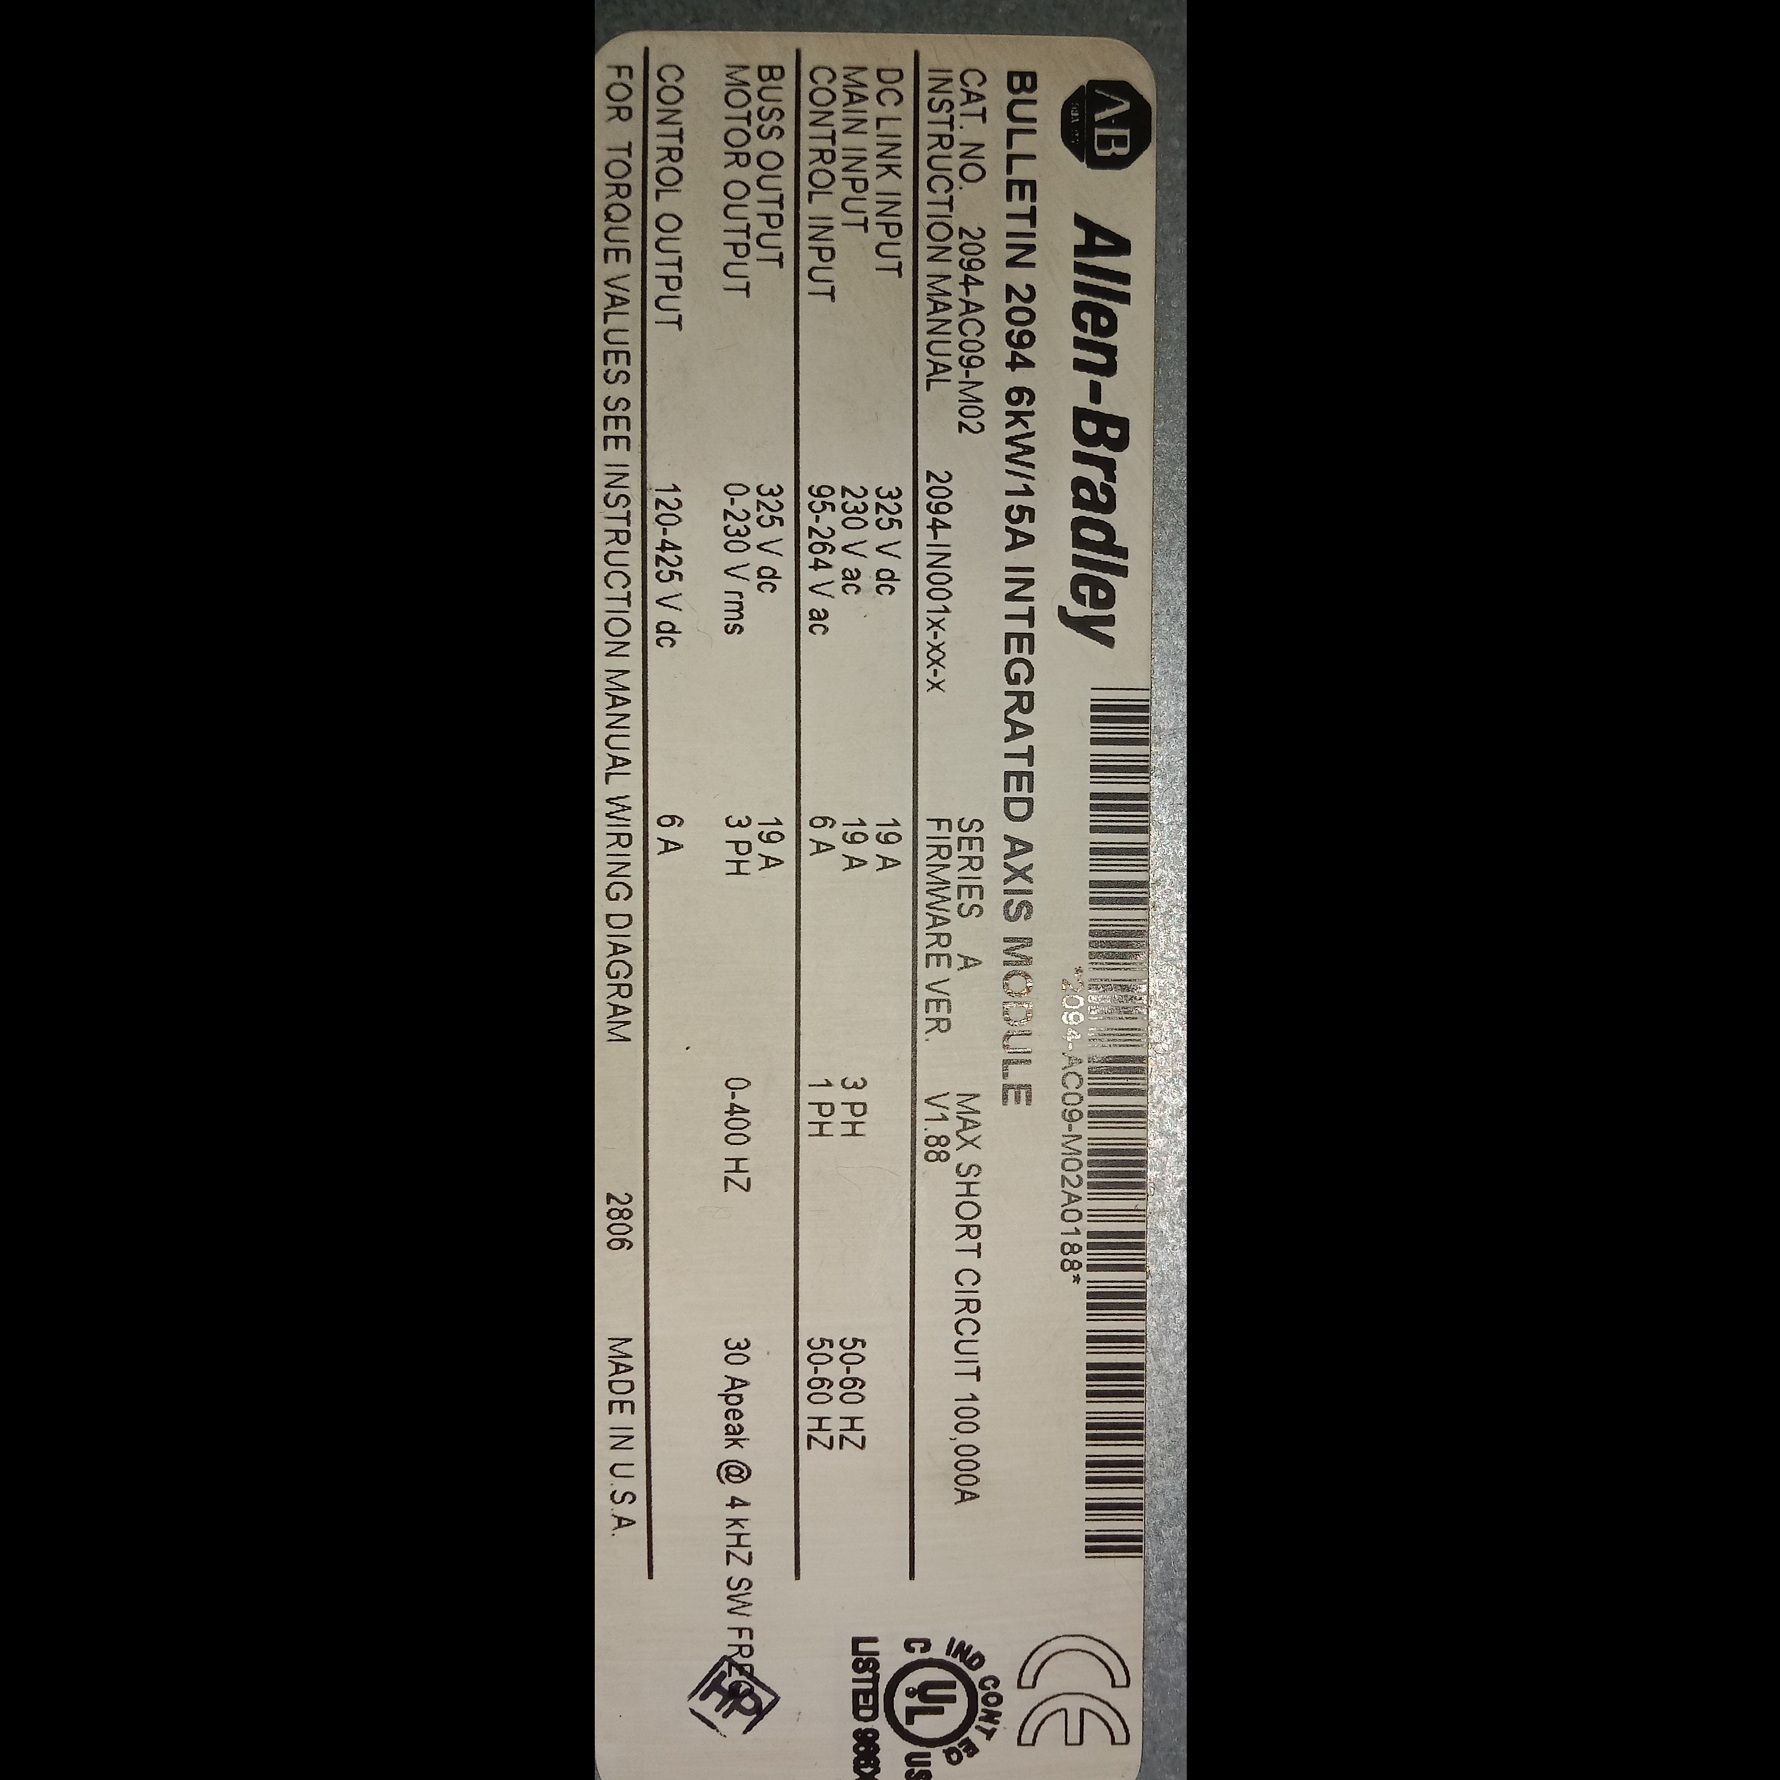 A-B Allen-Bradley
*2094-AC09-M02A0188*
BULLETIN 2094 6kW/15A INTEGRATED AXIS MODULE
CAT. NO. 2094-AC09-M02 SERIES A MAX SHORT CIRCUIT 100,000A
INSTRUCTION MANUAL 2094-IN001x-xx-x FIRMWARE VER. V1.88
DC LINK INPUT 325 V dc 19 A
MAIN INPUT 230 V ac 19 A 3 PH 50-60 HZ
CONTROL INPUT 95-264 V ac 6 A 1 PH 50-60 HZ
BUSS OUTPUT 325 V dc 19 A
MOTOR OUTPUT 0-230 V rms 3 PH 0-400 HZ 30 Apeak @ 4 kHZ SW FREQ
CONTROL OUTPUT 120-425 V dc 6 A
FOR TORQUE VALUES SEE INSTRUCTION MANUAL WIRING DIAGRAM 2806 MADE IN U.S.A.
CE
IND CONT EQ
C UL US
LISTED
HP